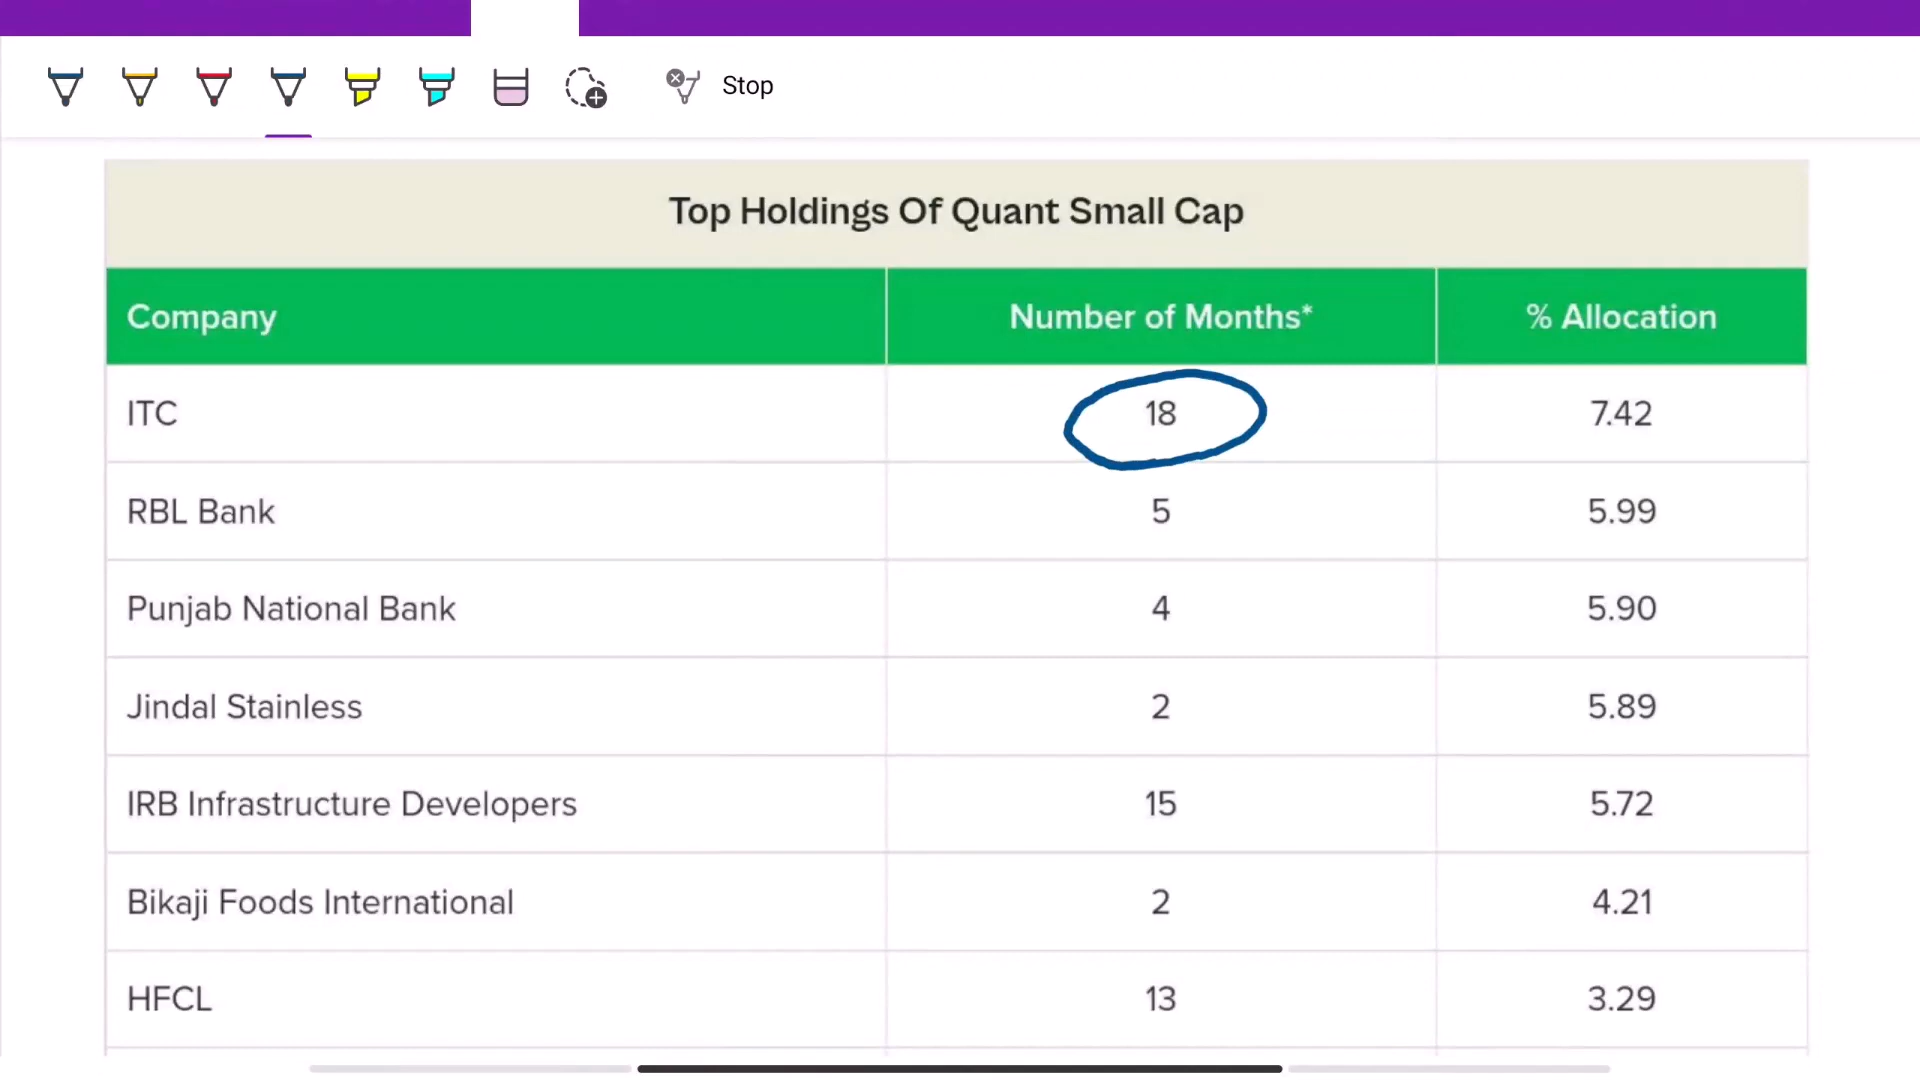 Stop
Top Holdings Of Quant Small Cap
Company Number of Months* % Allocation
ITC 18 7.42
RBL Bank 5 5.99
Punjab National Bank 4 5.90
Jindal Stainless 2 5.89
IRB Infrastructure Developers 15 5.72
Bikaji Foods International 2 4.21
HFCL 13 3.29